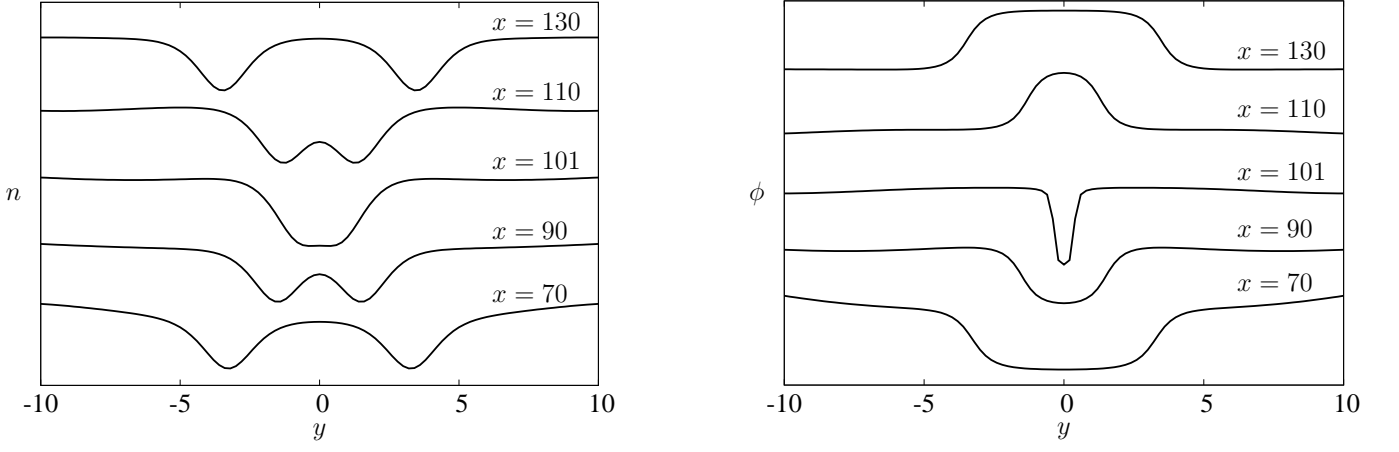 x = 130
x = 110
x = 101
n
x = 90
x = 70
-10 -5 0 5 10
y
x = 130
x = 110
x = 101
ϕ
x = 90
x = 70
-10 -5 0 5 10
y